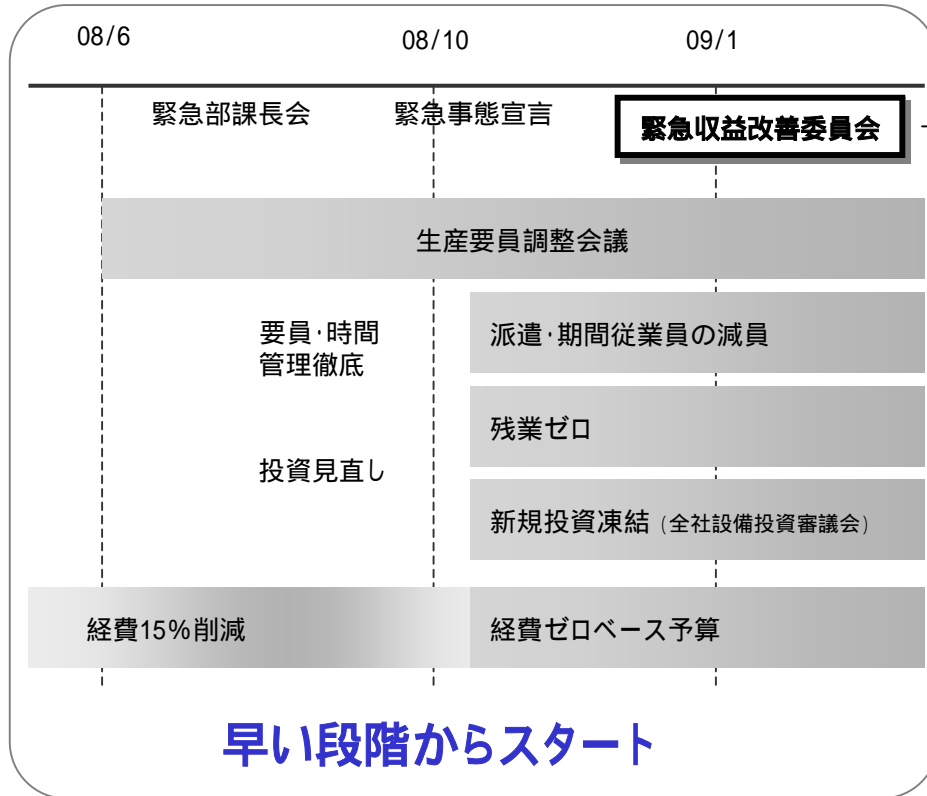 08/6
08/10
09/1
緊急部課長会
緊急事態宣言
緊急収益改善委員会
生産要員調整会議
要員・時間
管理徹底
派遣・期間従業員の減員
残業ゼロ
投資見直し
新規投資凍結（全社設備投資審議会）
経費15%削減
経費ゼロベース予算
早い段階からスタート